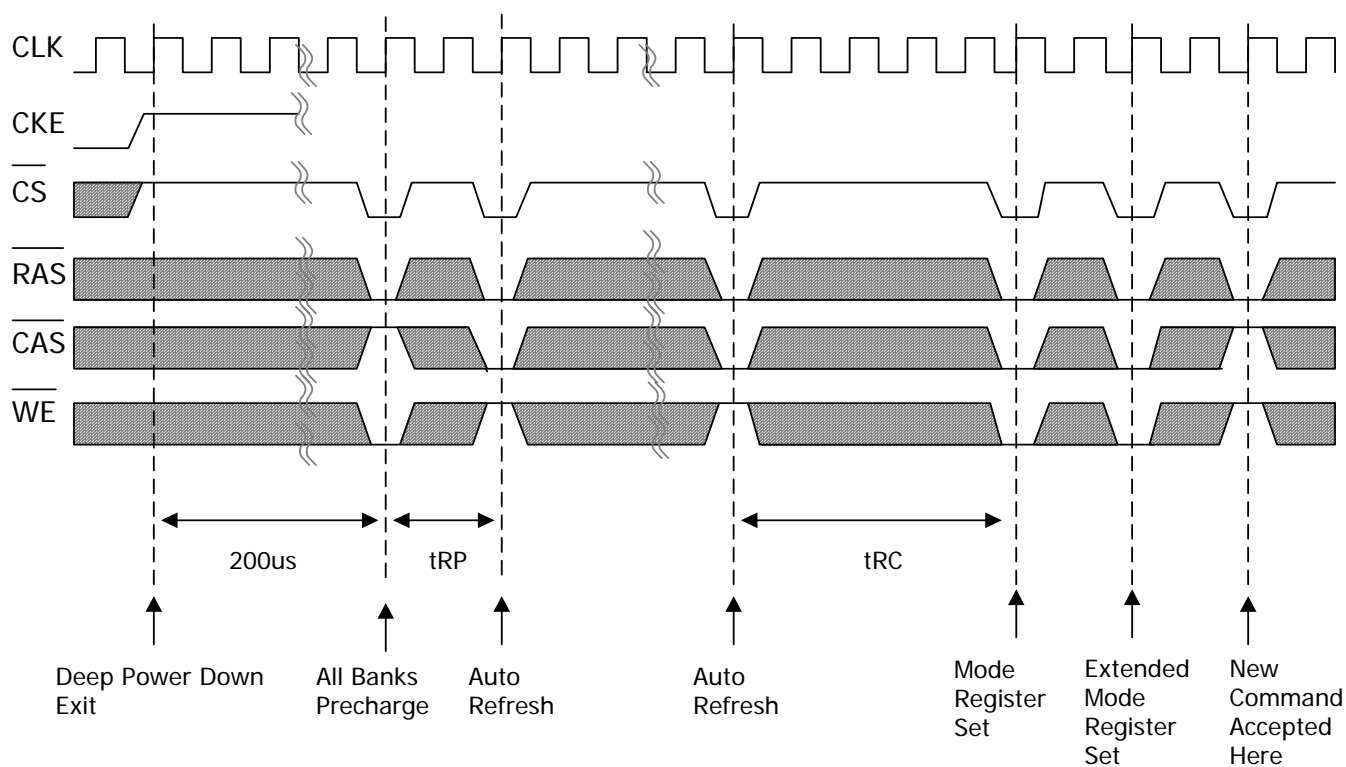 CLK
CKE
CS
RAS
CAS
WE
200us
tRP
tRC
Deep Power Down
Exit
All Banks
Precharge
Auto
Refresh
Auto
Refresh
Mode
Register
Set
Extended
Mode
Register
Set
New
Command
Accepted
Here